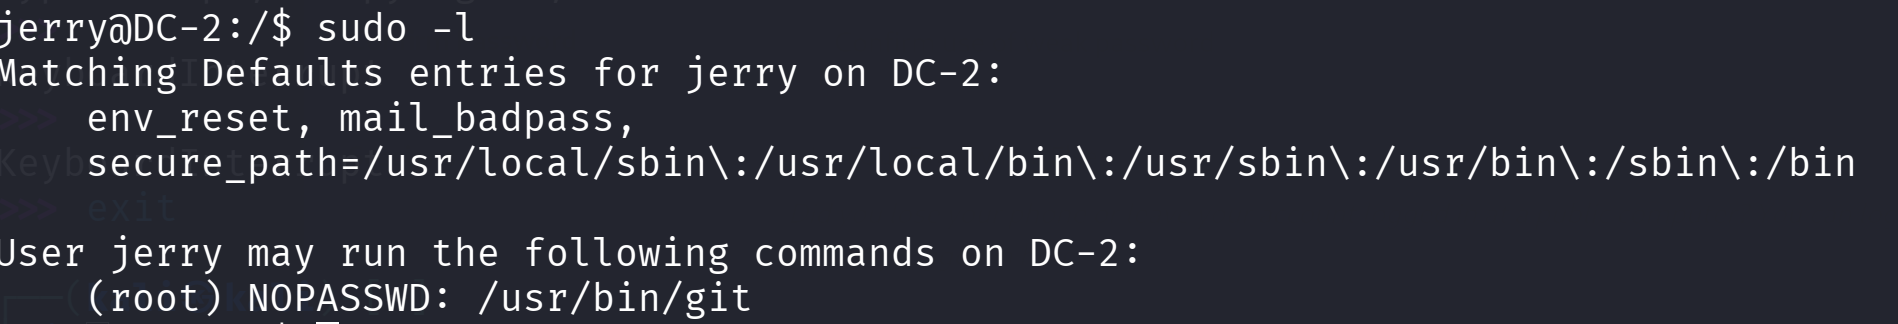 jerry@DC-2:/$ sudo -l
Matching Defaults entries for jerry on DC-2:
    env_reset, mail_badpass,
    secure_path=/usr/local/sbin\:/usr/local/bin\:/usr/sbin\:/usr/bin\:/sbin\:/bin
>>> exit
User jerry may run the following commands on DC-2:
    (root) NOPASSWD: /usr/bin/git